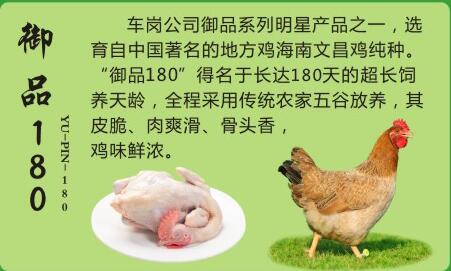 御品180
YU-PIN-180
车岗公司御品系列明星产品之一，选
育自中国著名的地方鸡海南文昌鸡纯种。
“御品180”得名于长达180天的超长饲
养天龄，全程采用传统农家五谷放养，其
皮脆、肉爽滑、骨头香，
鸡味鲜浓。